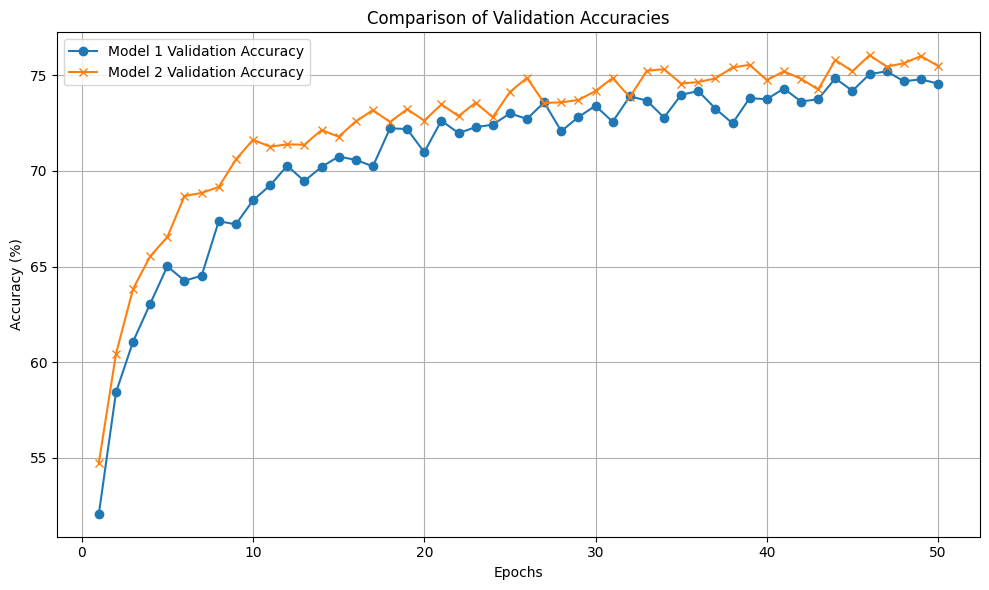 Comparison of Validation Accuracies
Model 1 Validation Accuracy
Model 2 Validation Accuracy
Accuracy (%)
75
70
65
60
55
0 10 20 30 40 50
Epochs